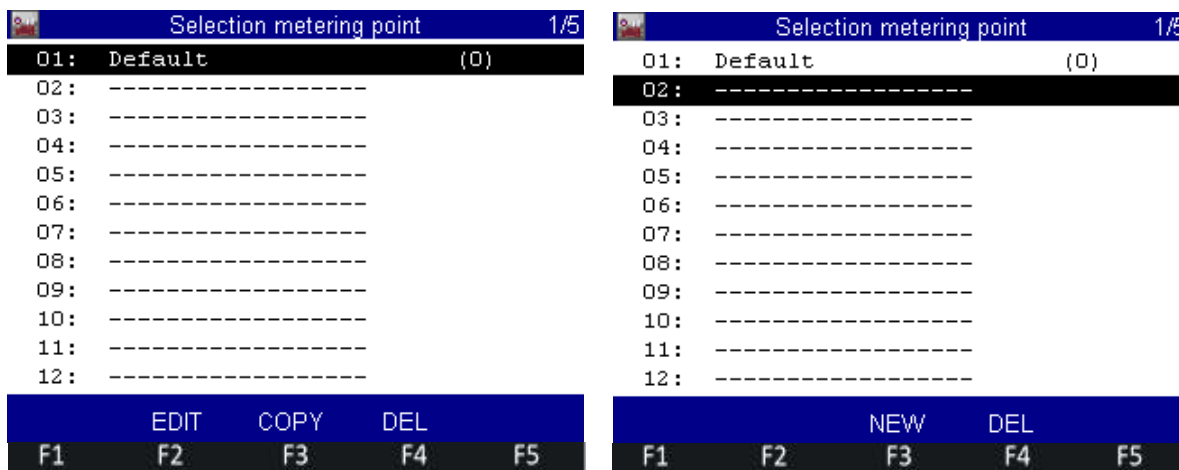 Selection metering point 1/5
01: Default (0)
02: ------------------
03: ------------------
04: ------------------
05: ------------------
06: ------------------
07: ------------------
08: ------------------
09: ------------------
10: ------------------
11: ------------------
12: ------------------
EDIT COPY DEL
F1 F2 F3 F4 F5
Selection metering point 1/5
01: Default (0)
02: ------------------
03: ------------------
04: ------------------
05: ------------------
06: ------------------
07: ------------------
08: ------------------
09: ------------------
10: ------------------
11: ------------------
12: ------------------
NEW DEL
F1 F2 F3 F4 F5